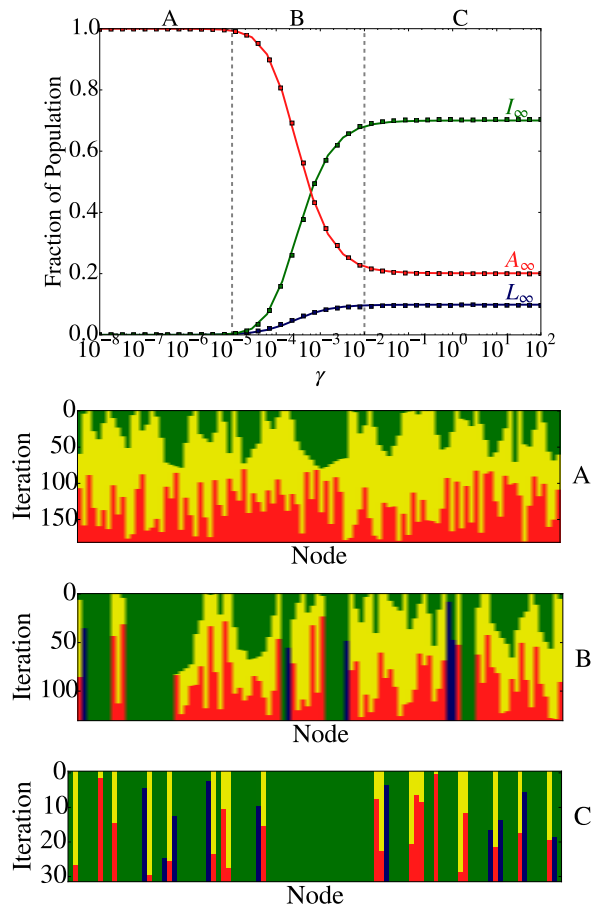 A B C
1.0
0.8
0.6
0.4
0.2
0.0
Fraction of Population
I∞
A∞
L∞
10⁻⁸ 10⁻⁷ 10⁻⁶ 10⁻⁵ 10⁻⁴ 10⁻³ 10⁻² 10⁻¹ 10⁰ 10¹ 10²
γ
0
50
100
150
Iteration
A
Node
0
50
100
Iteration
B
Node
0
10
20
30
Iteration
C
Node